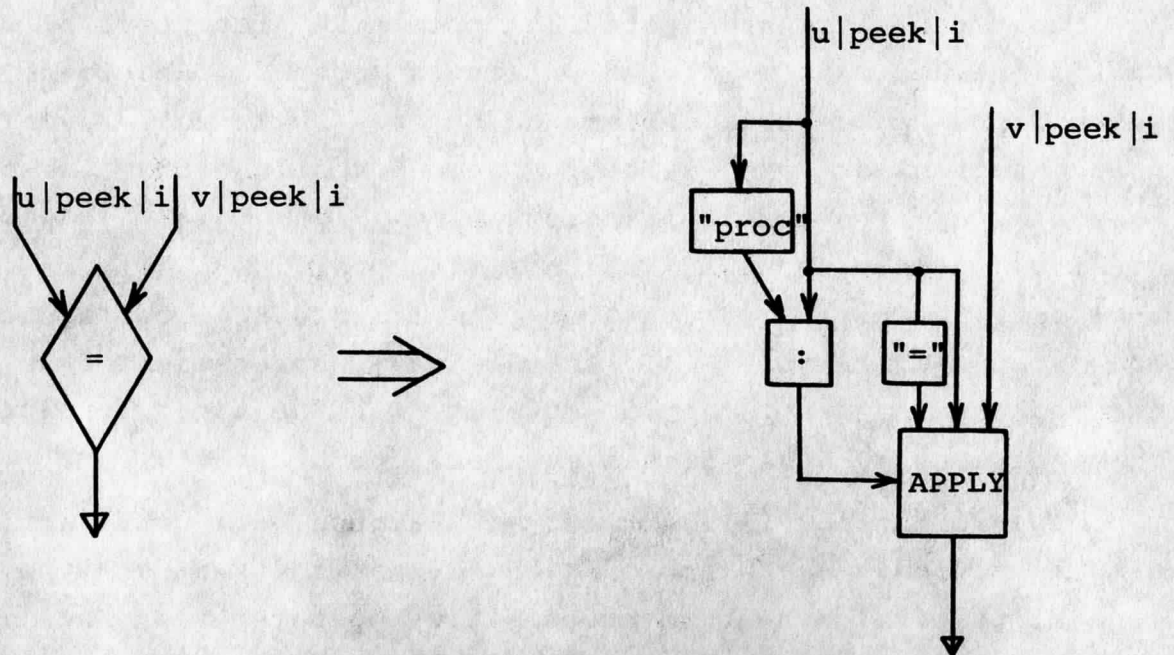 u|peek|i v|peek|i
=
u|peek|i
v|peek|i
"proc"
: "="
APPLY